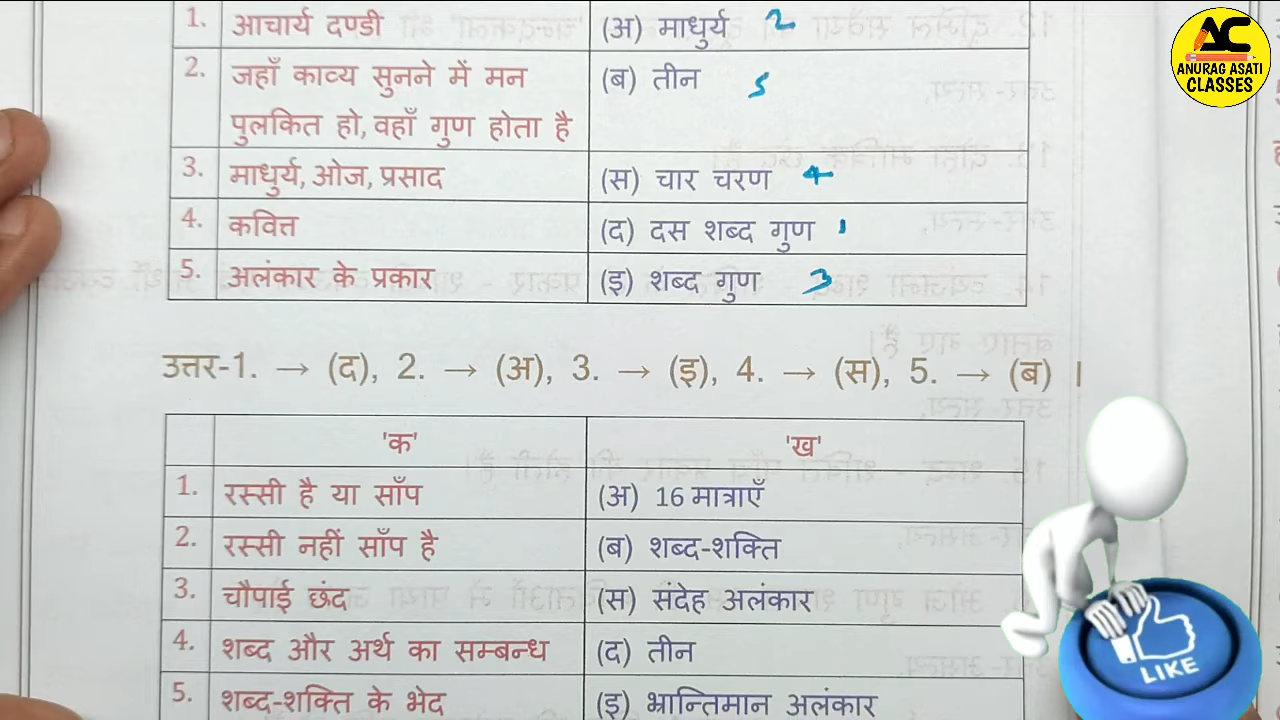 1. आचार्य दण्डी (अ) माधुर्य 2
2. जहाँ काव्य सुनने में मन (ब) तीन 5
पुलकित हो, वहाँ गुण होता है
3. माधुर्य, ओज, प्रसाद (स) चार चरण 4
4. कवित्त (द) दस शब्द गुण 1
5. अलंकार के प्रकार (इ) शब्द गुण 3
उत्तर-1. → (द), 2. → (अ), 3. → (इ), 4. → (स), 5. → (ब) ।
'क' 'ख'
1. रस्सी है या साँप (अ) 16 मात्राएँ
2. रस्सी नहीं साँप है (ब) शब्द-शक्ति
3. चौपाई छंद (स) संदेह अलंकार
4. शब्द और अर्थ का सम्बन्ध (द) तीन
5. शब्द-शक्ति के भेद (इ) भ्रान्तिमान अलंकार
AC
ANURAG ASATI
CLASSES
LIKE